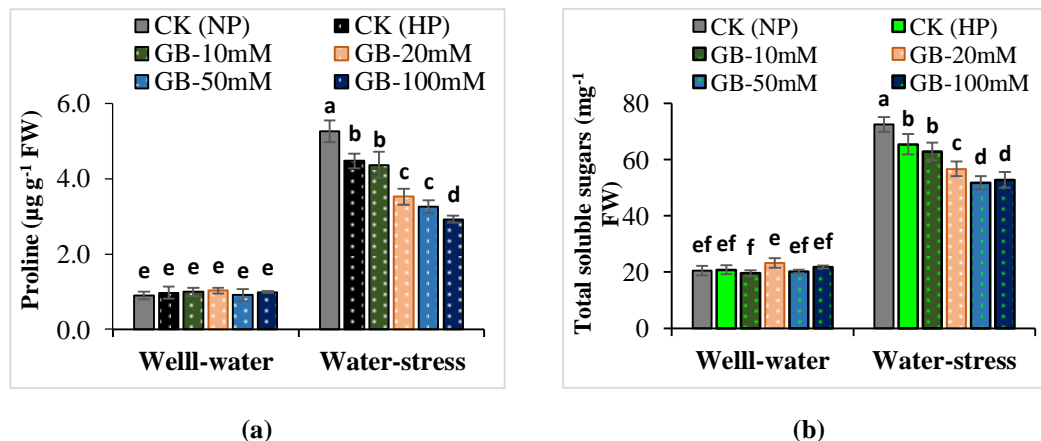 CK (NP) CK (HP)
GB-10mM GB-20mM
GB-50mM GB-100mM
Proline (µg g⁻¹ FW)
6.0
4.0
2.0
0.0
e e e e e e
a b b c c d
Welll-water Water-stress
(a)
CK (NP) CK (HP)
GB-10mM GB-20mM
GB-50mM GB-100mM
Total soluble sugars (mg⁻¹
FW)
80
60
40
20
0
ef ef f e ef ef
a b b c d d
Welll-water Water-stress
(b)